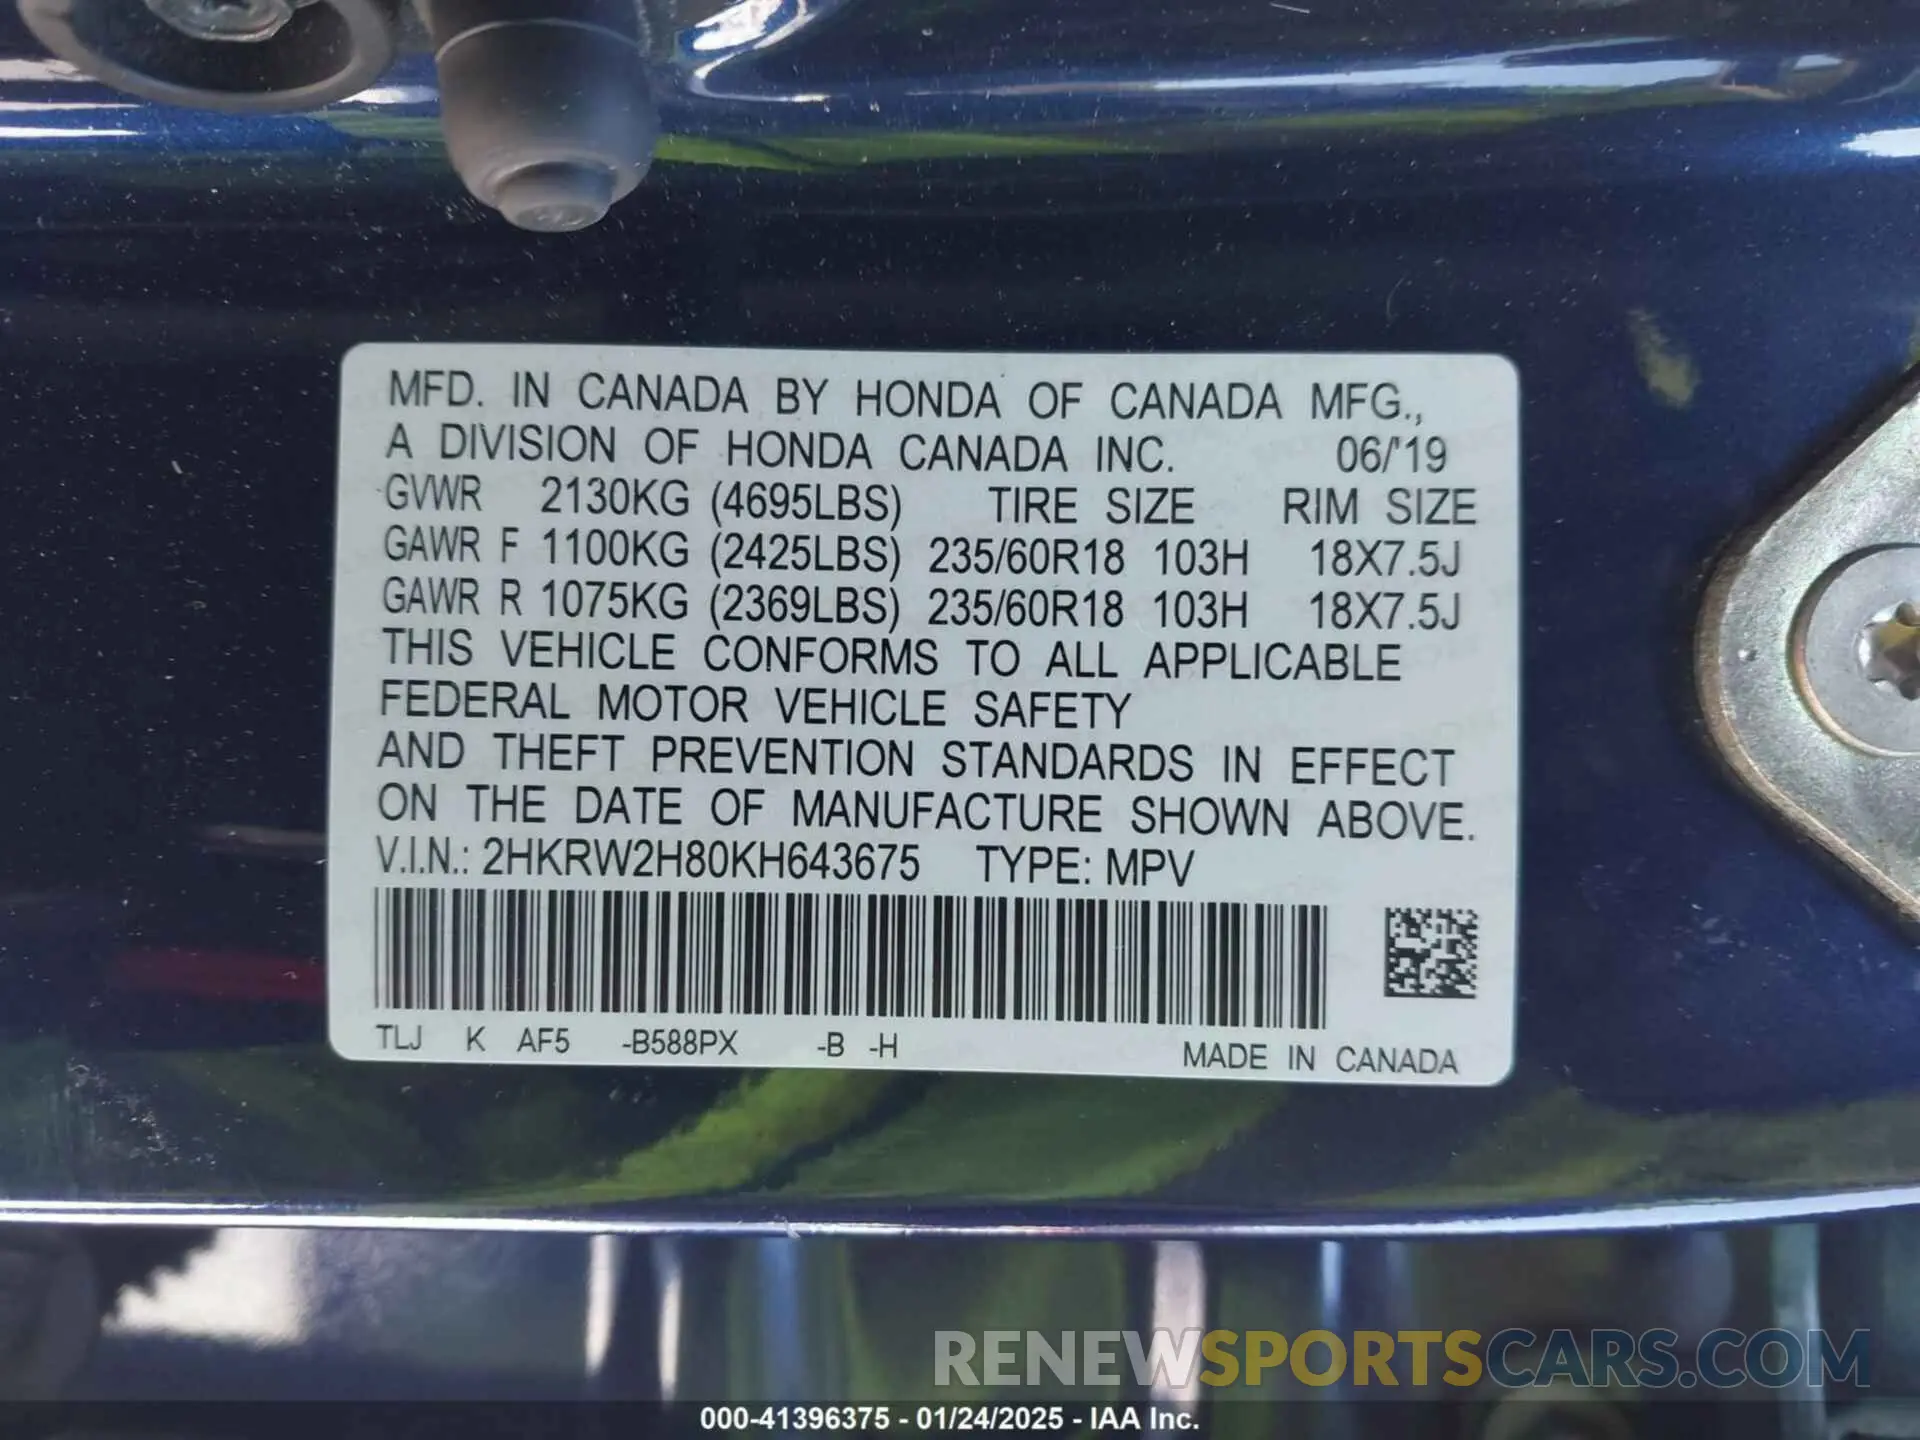 MFD. IN CANADA BY HONDA OF CANADA MFG.,
A DIVISION OF HONDA CANADA INC. 06/'19
GVWR 2130KG (4695LBS) TIRE SIZE RIM SIZE
GAWR F 1100KG (2425LBS) 235/60R18 103H 18X7.5J
GAWR R 1075KG (2369LBS) 235/60R18 103H 18X7.5J
THIS VEHICLE CONFORMS TO ALL APPLICABLE
FEDERAL MOTOR VEHICLE SAFETY
AND THEFT PREVENTION STANDARDS IN EFFECT
ON THE DATE OF MANUFACTURE SHOWN ABOVE.
V.I.N.: 2HKRW2H80KH643675 TYPE: MPV
TLJ K AF5 -B588PX -B -H
MADE IN CANADA
RENEWSPORTSCARS.COM
000-41396375 - 01/24/2025 - IAA Inc.